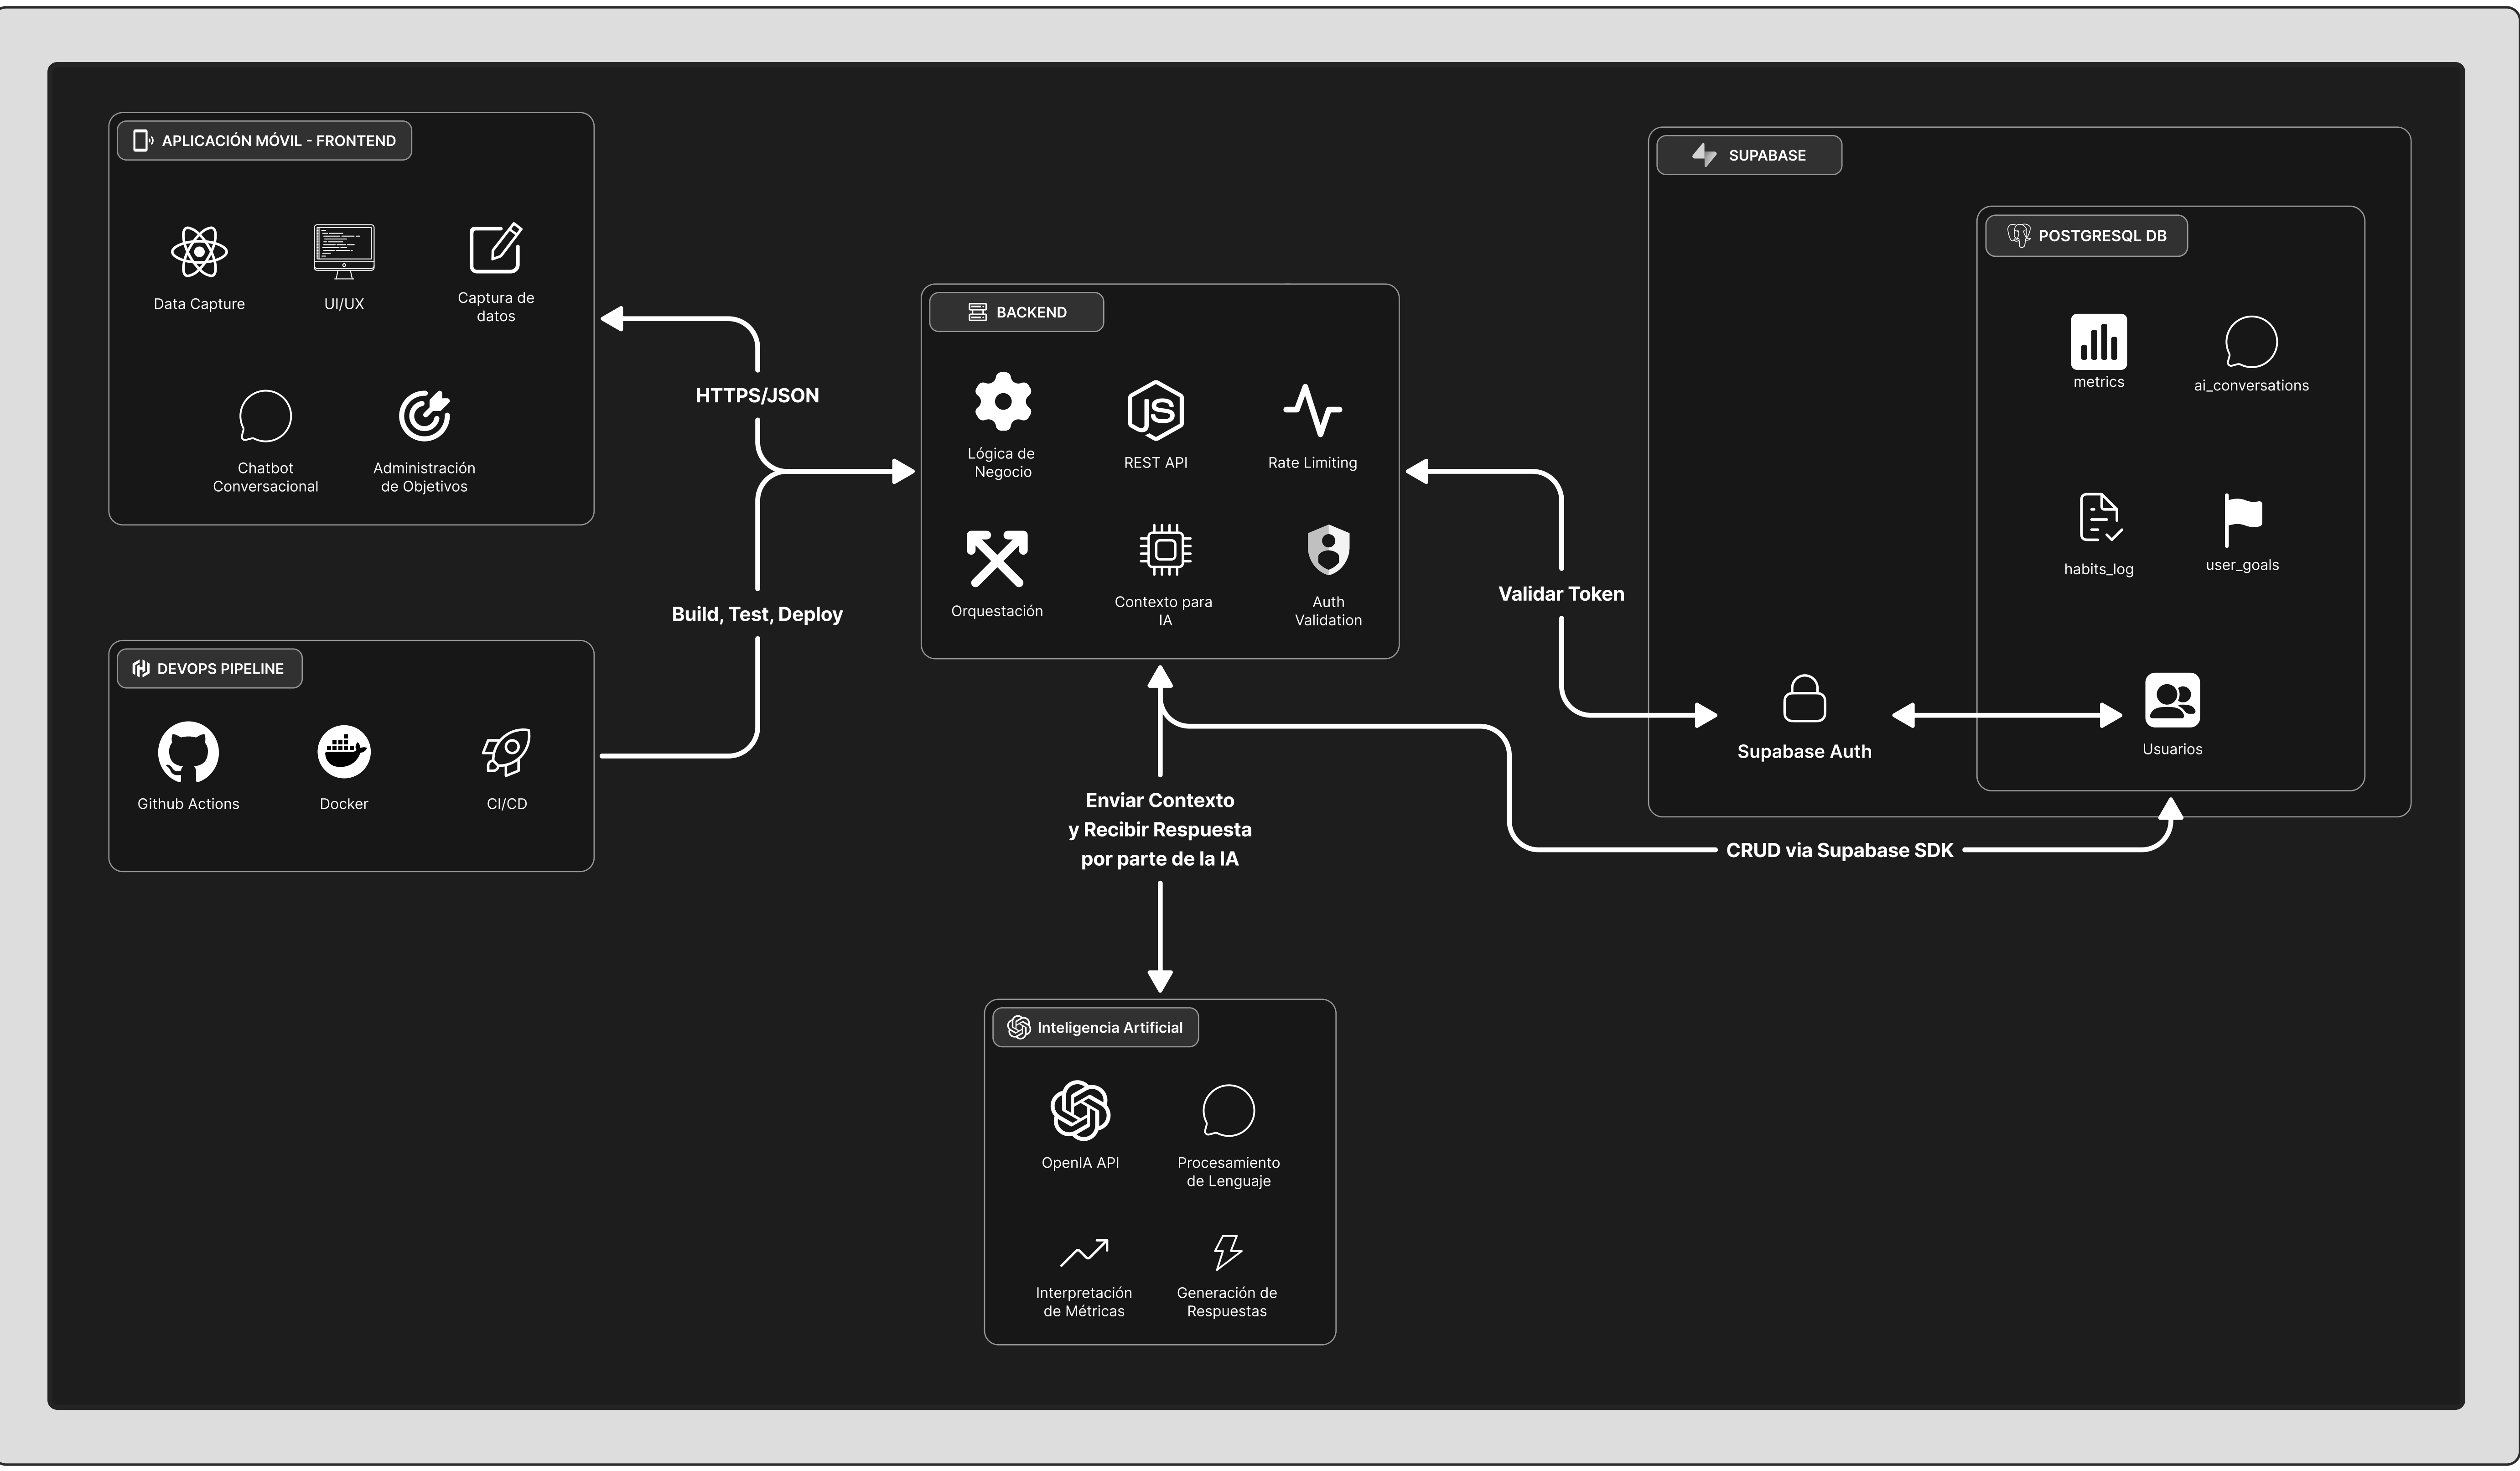 APLICACIÓN MÓVIL - FRONTEND
Data Capture
UI/UX
Captura de
datos
Chatbot
Conversacional
Administración
de Objetivos
DEVOPS PIPELINE
Github Actions
Docker
CI/CD
HTTPS/JSON
Build, Test, Deploy
BACKEND
Lógica de
Negocio
JS
REST API
Rate Limiting
Orquestación
Contexto para
IA
Auth
Validation
Enviar Contexto
y Recibir Respuesta
por parte de la IA
Inteligencia Artificial
OpenIA API
Procesamiento
de Lenguaje
Interpretación
de Métricas
Generación de
Respuestas
Validar Token
SUPABASE
Supabase Auth
POSTGRESQL DB
metrics
ai_conversations
habits_log
user_goals
Usuarios
CRUD via Supabase SDK